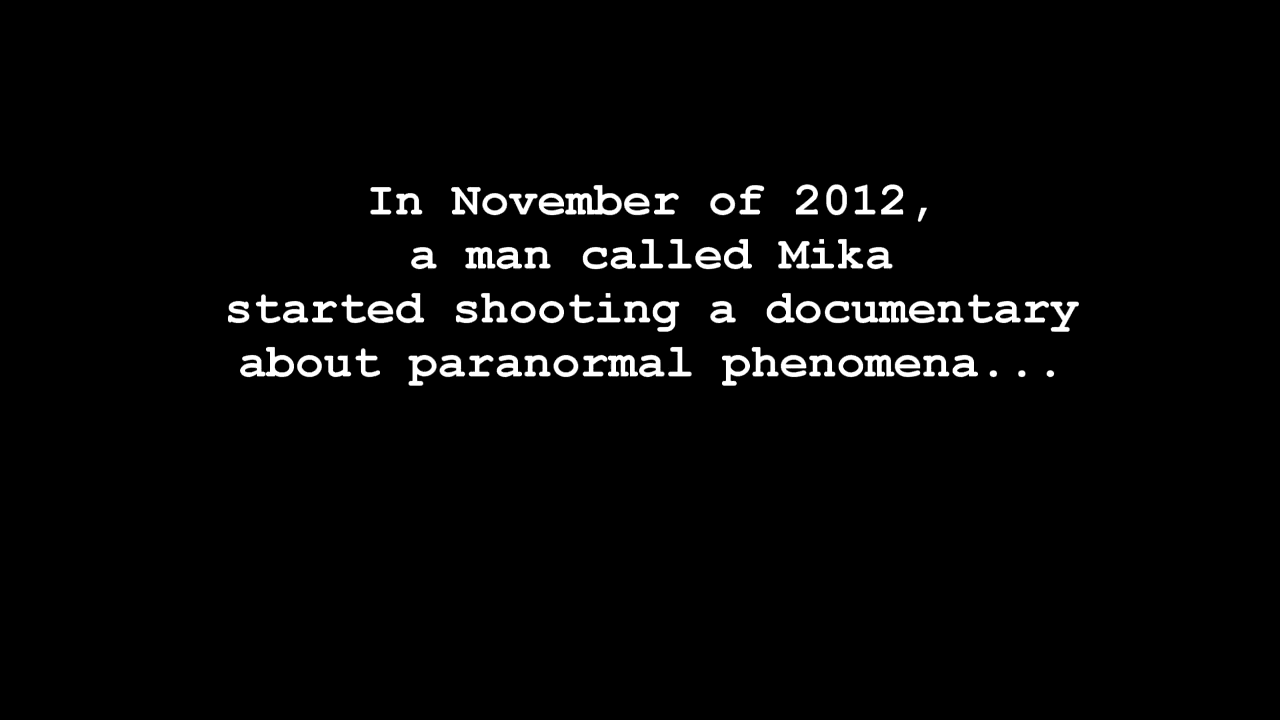 In November of 2012,
a man called Mika
started shooting a documentary
about paranormal phenomena...